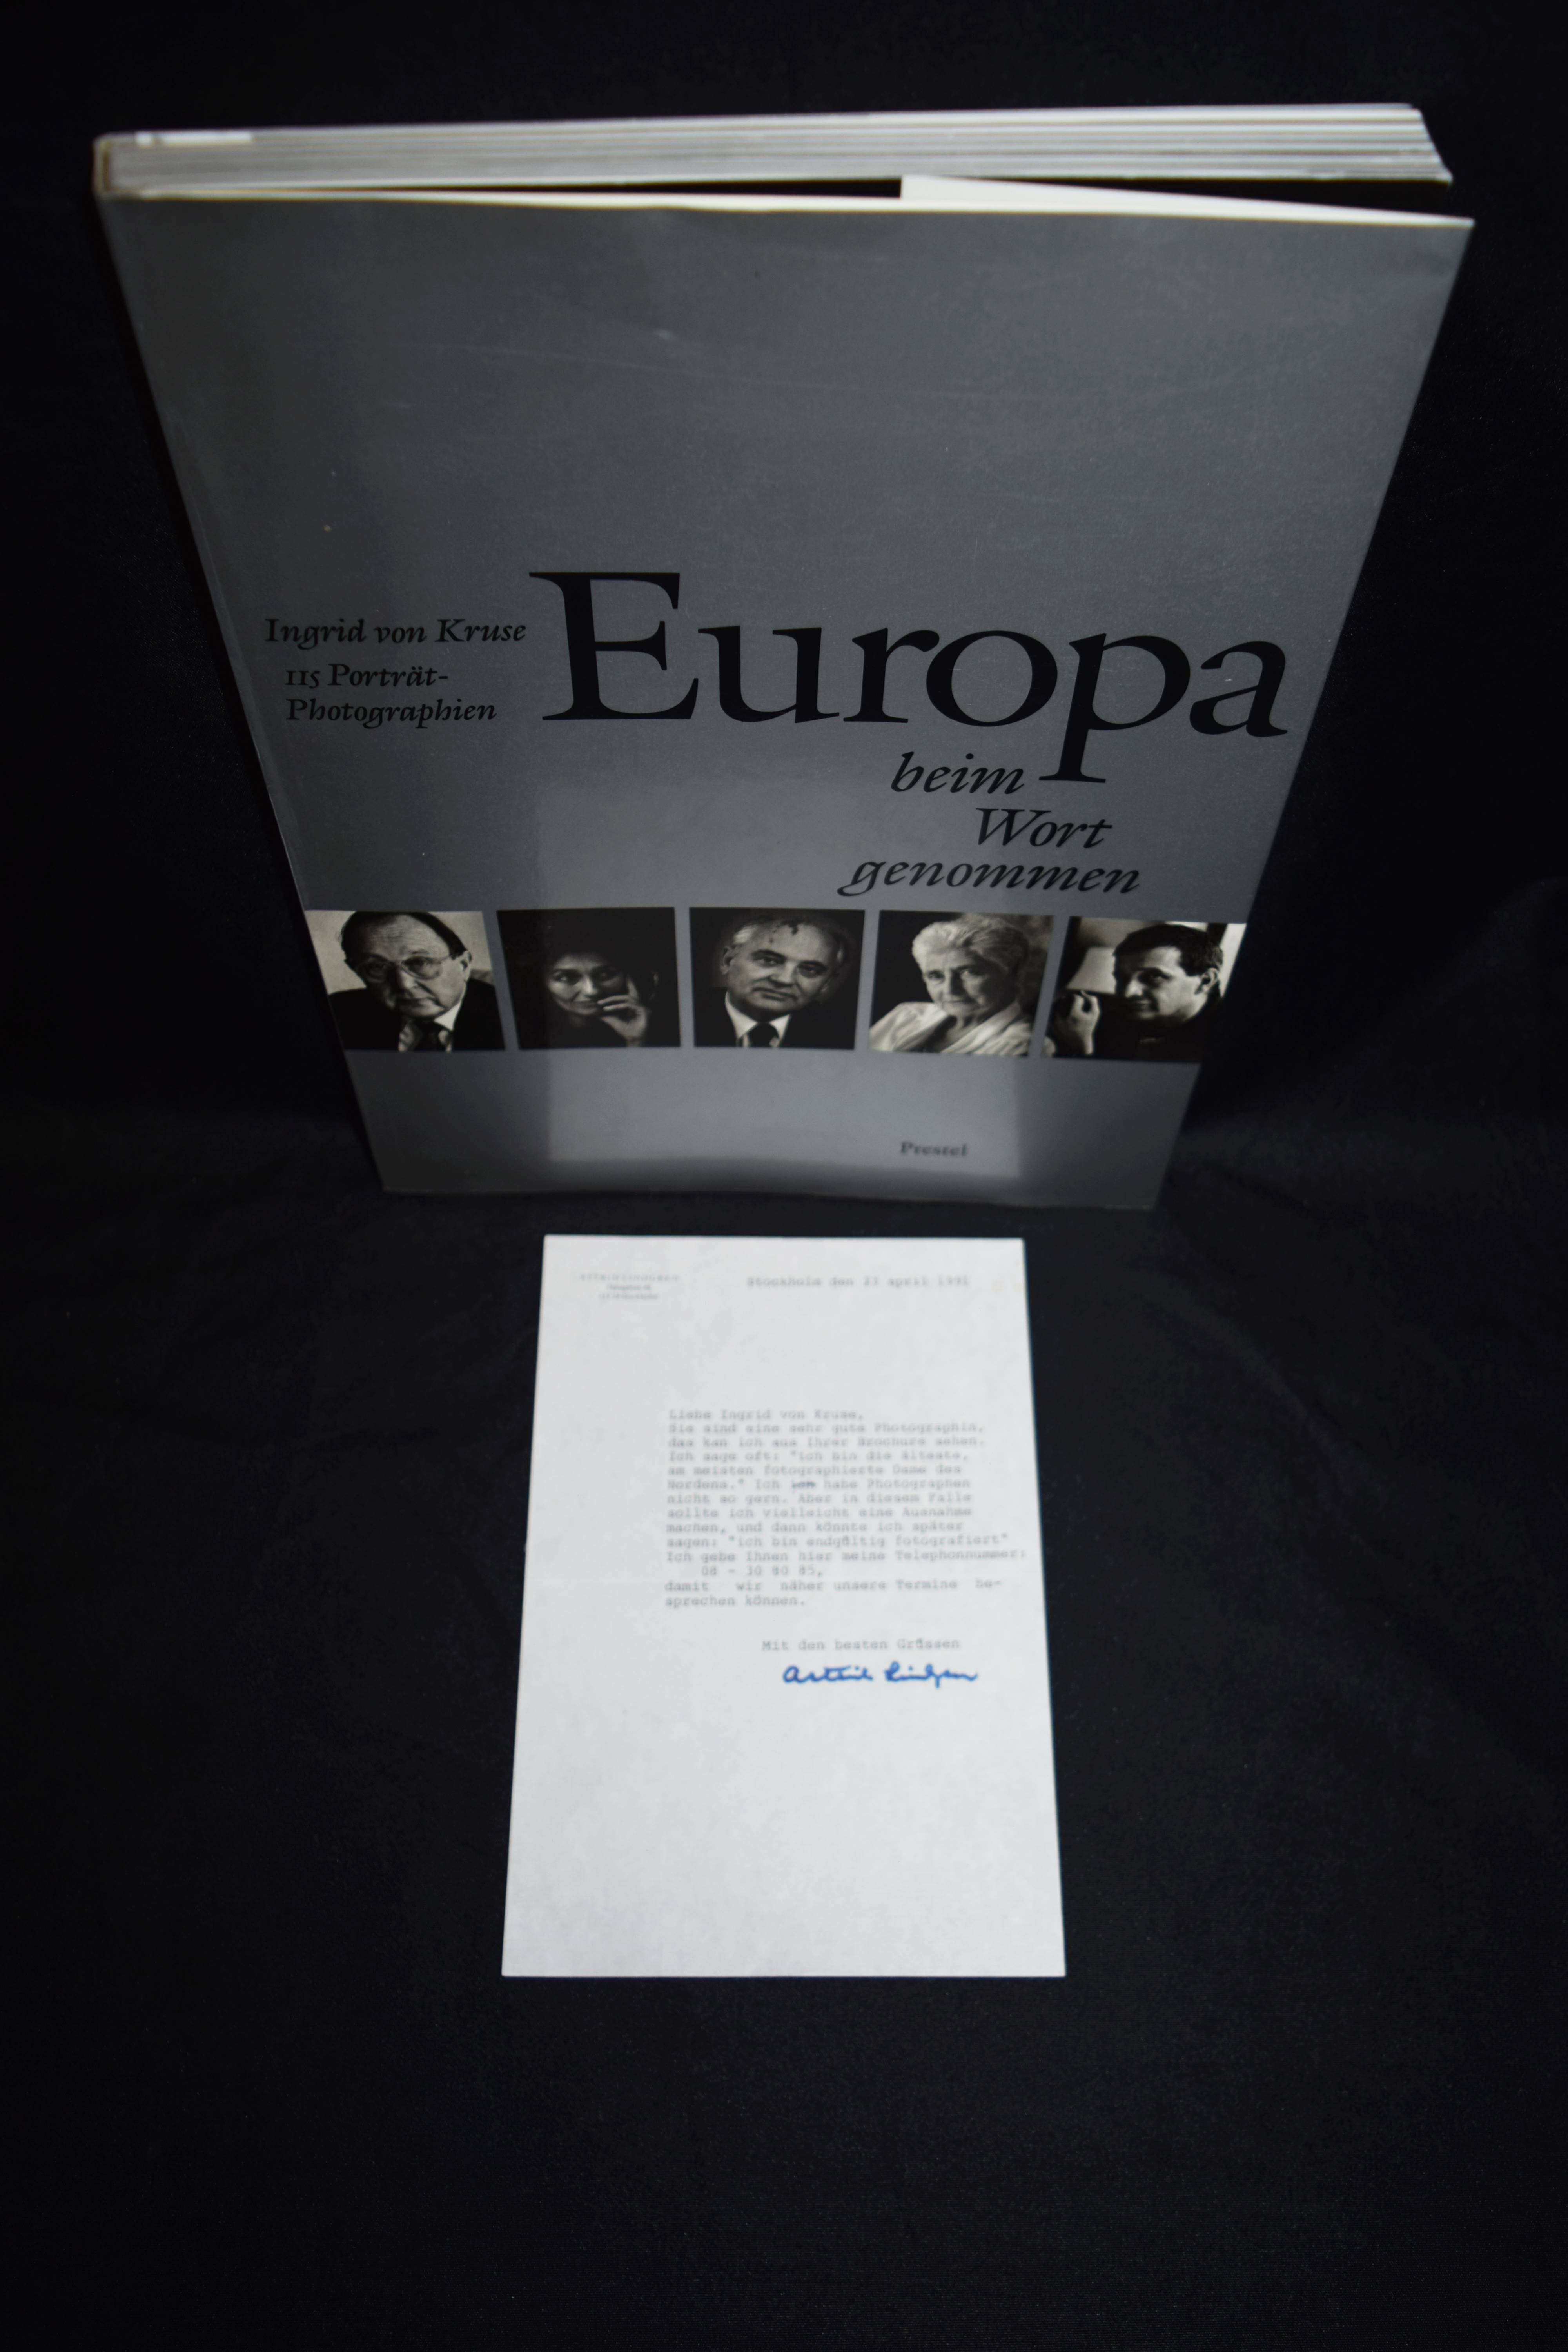 Ingrid von Kruse
115 Porträt-
Photographien
Europa
beim
Wort
genommen
Prestel
Stockholm den april
Liebe Ingrid von Kruse,
Sie sind eine sehr gute Photographin,
das kan ich aus Ihrer Brochure sehen.
Ich sage oft: "ich bin die älteste,
am meisten fotographierte Dame des
Nordens." Ich habe Photographen
nicht so gern. Aber in diesem Falle
sollte ich vielleicht eine Ausnahme
machen, und dann könnte ich später
sagen: "ich bin endgültig fotografiert"
Ich gebe Ihnen hier meine Telephonnummer:
08 - 30 80 85,
damit wir näher unsere Termine be-
sprechen können.
Mit den besten Grüssen
Astrid Lindgren